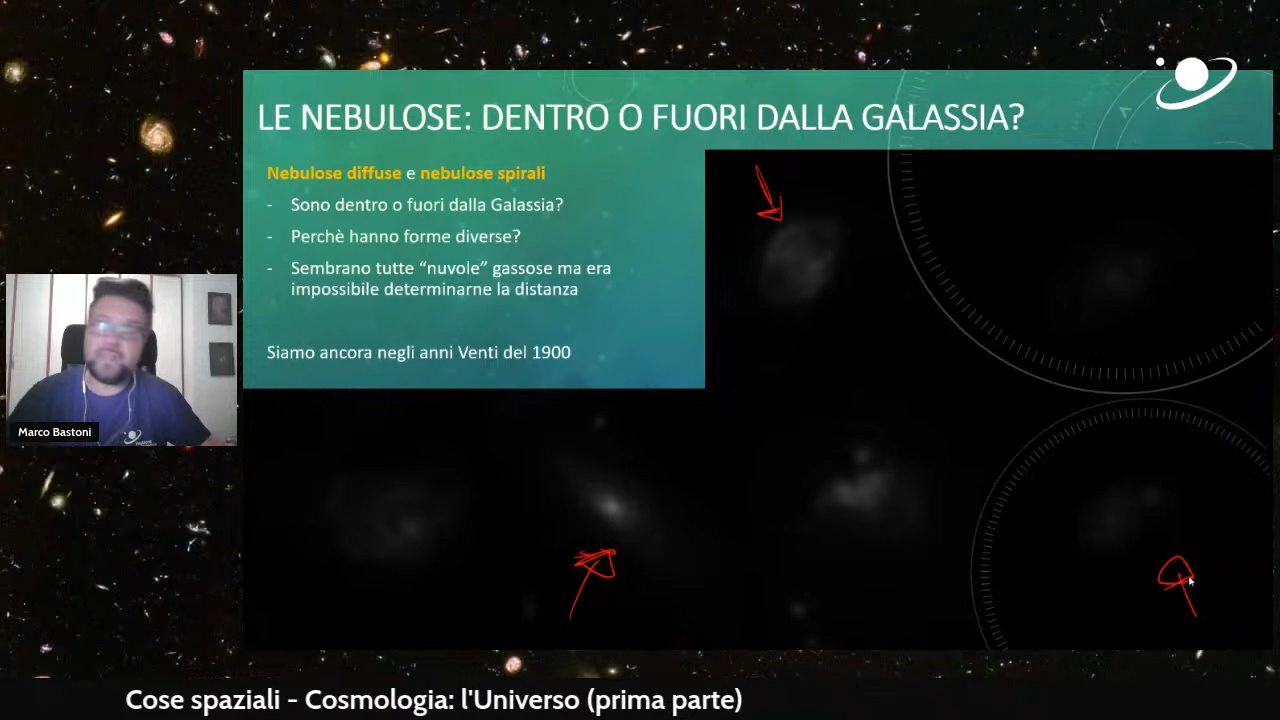 LE NEBULOSE: DENTRO O FUORI DALLA GALASSIA?
Nebulose diffuse e nebulose spirali
- Sono dentro o fuori dalla Galassia?
- Perchè hanno forme diverse?
- Sembrano tutte “nuvole” gassose ma era
impossibile determinarne la distanza
Siamo ancora negli anni Venti del 1900
Marco Bastoni
Cose spaziali - Cosmologia: l'Universo (prima parte)